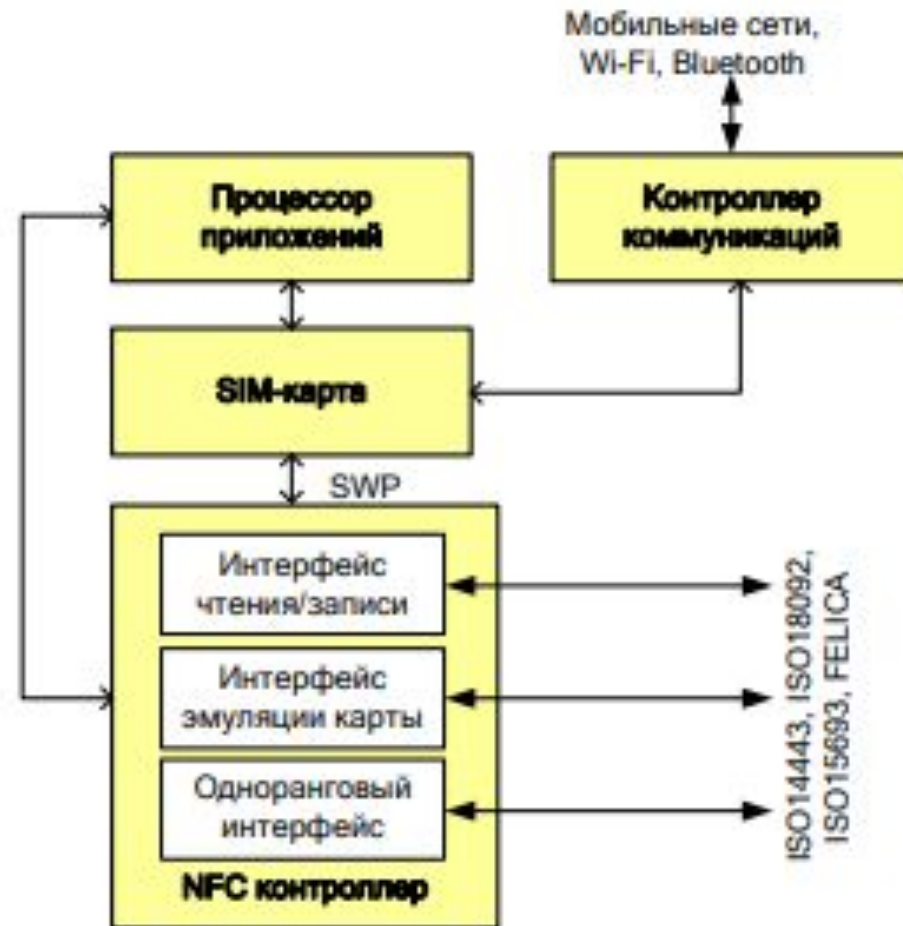 Мобильные сети,
Wi-Fi, Bluetooth
Процессор
приложений
Контроллер
коммуникаций
SIM-карта
SWP
Интерфейс
чтения/записи
Интерфейс
эмуляции карты
Одноранговый
интерфейс
NFC контроллер
ISO14443, ISO18092,
ISO15693, FELICA